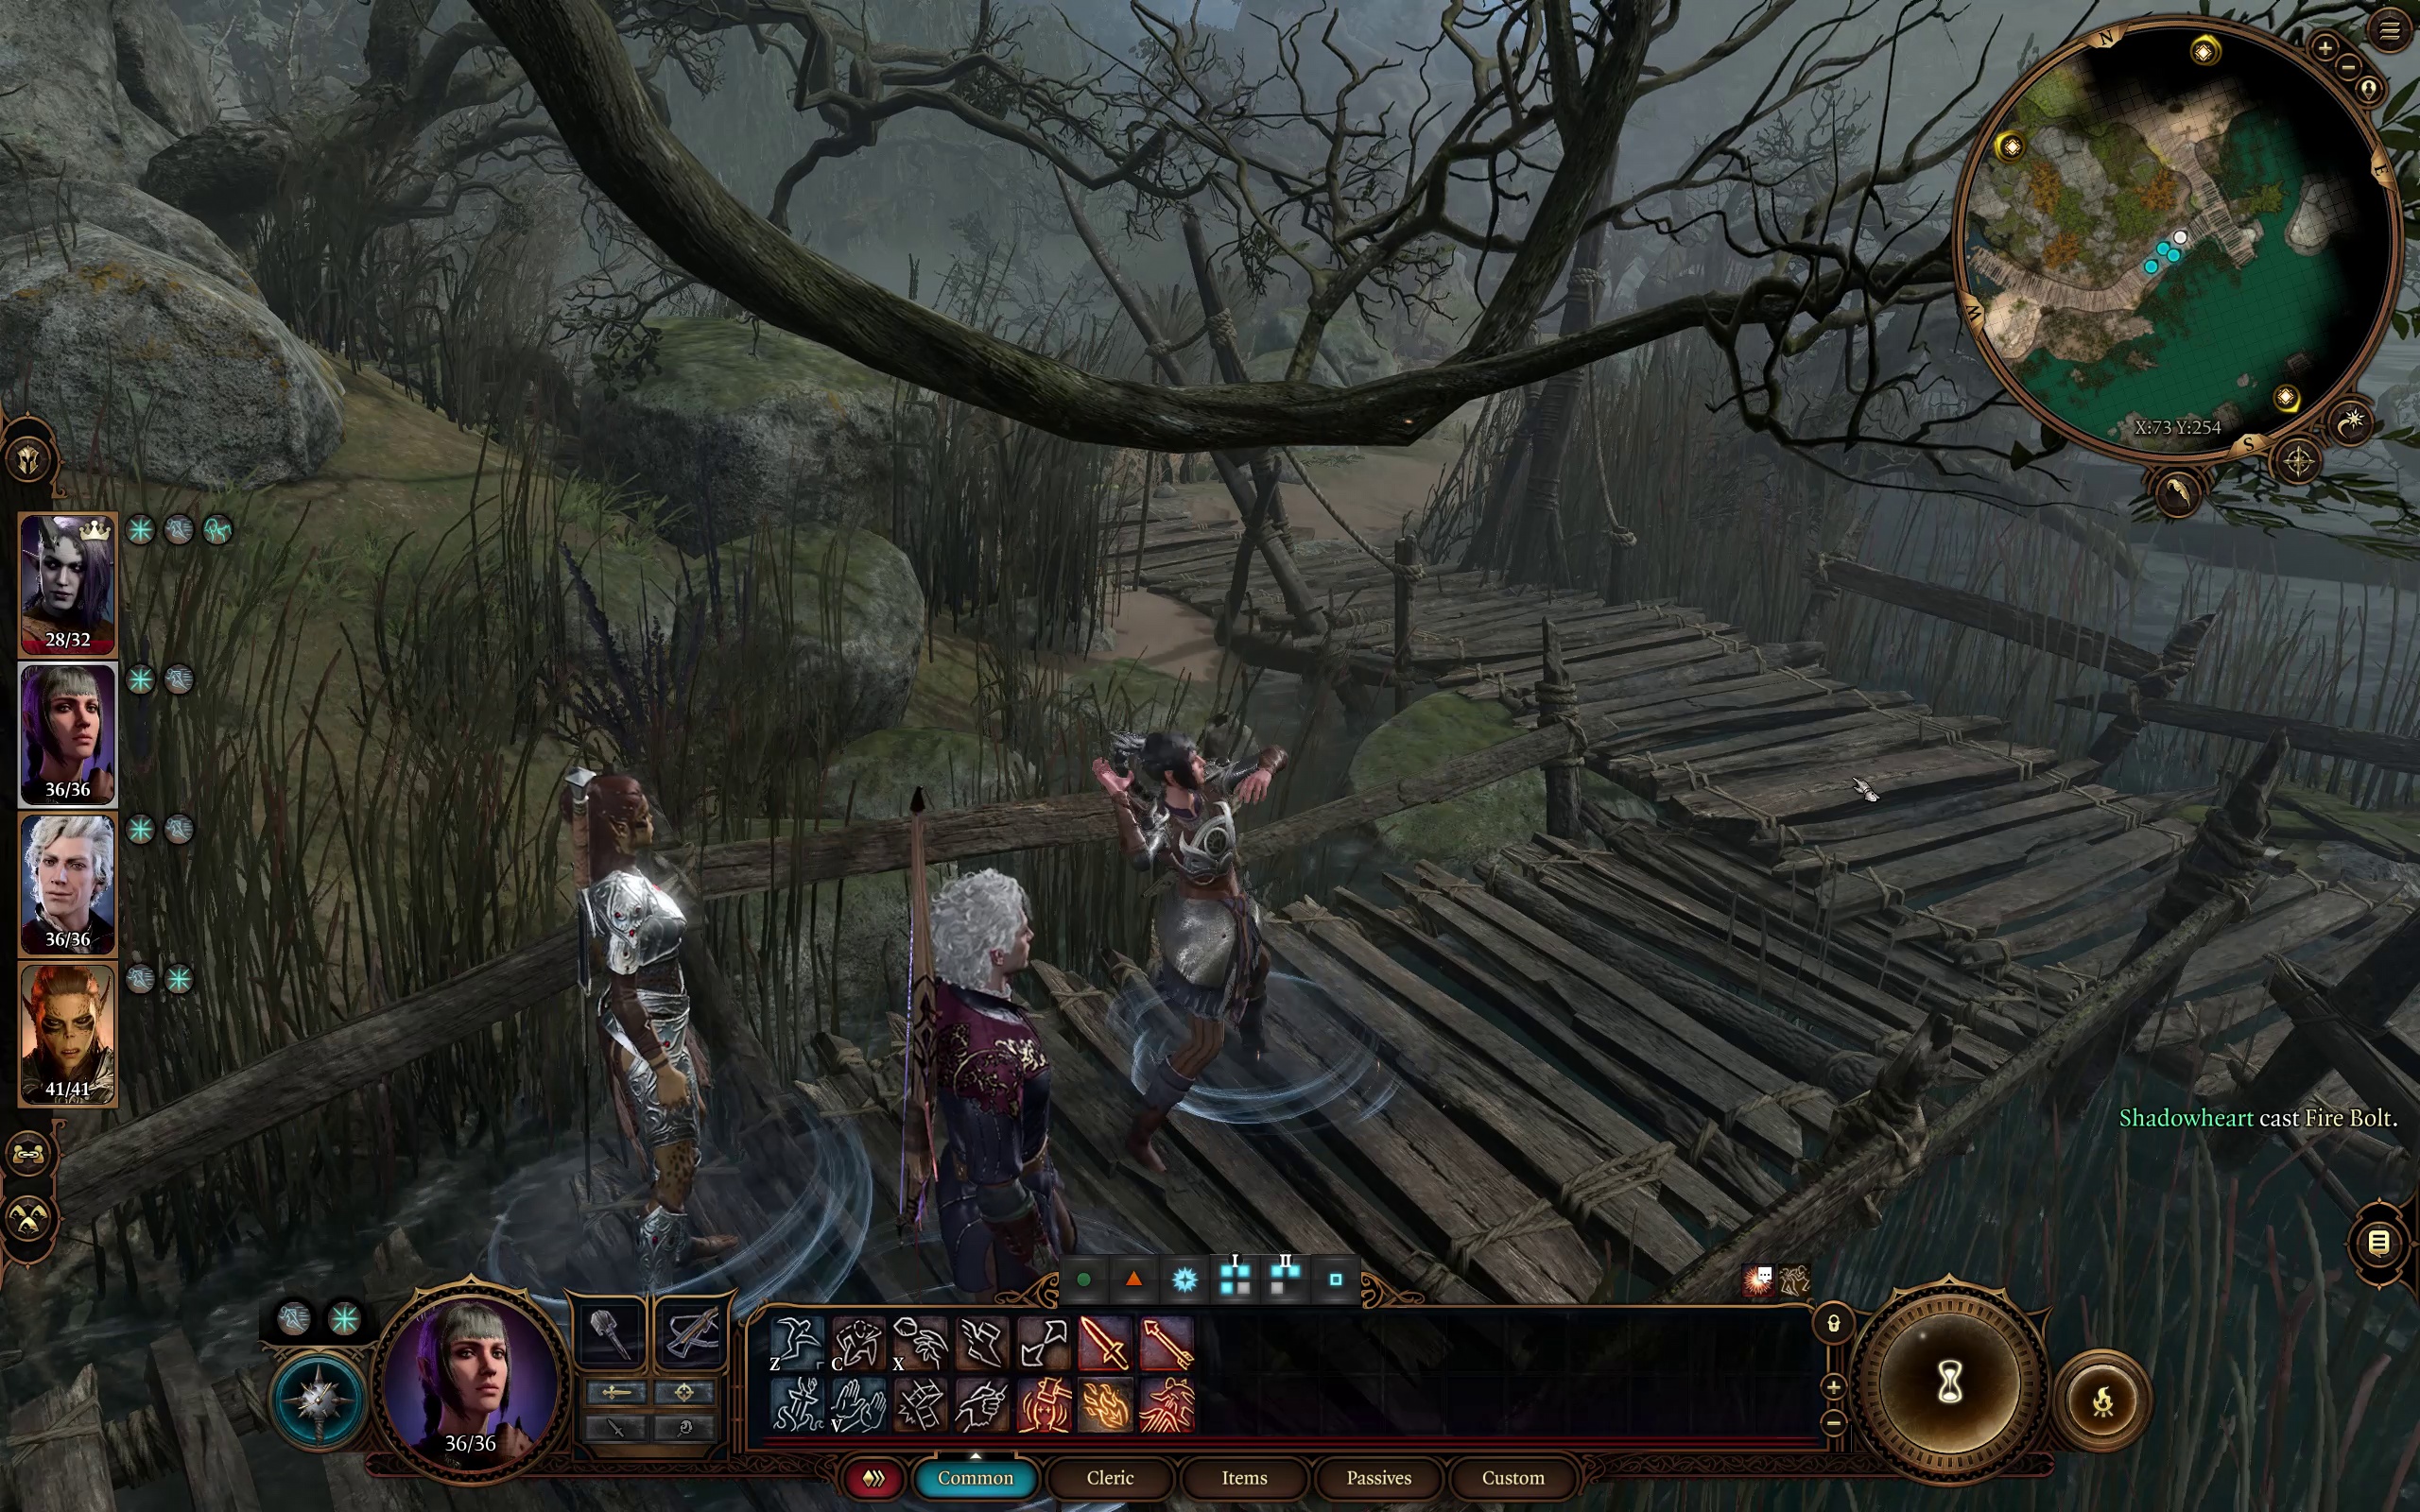 N
E
W
S
X:73 Y:254
28/32
36/36
36/36
41/41
Shadowheart cast Fire Bolt.
I II
Z C X
V
36/36
Common Cleric Items Passives Custom